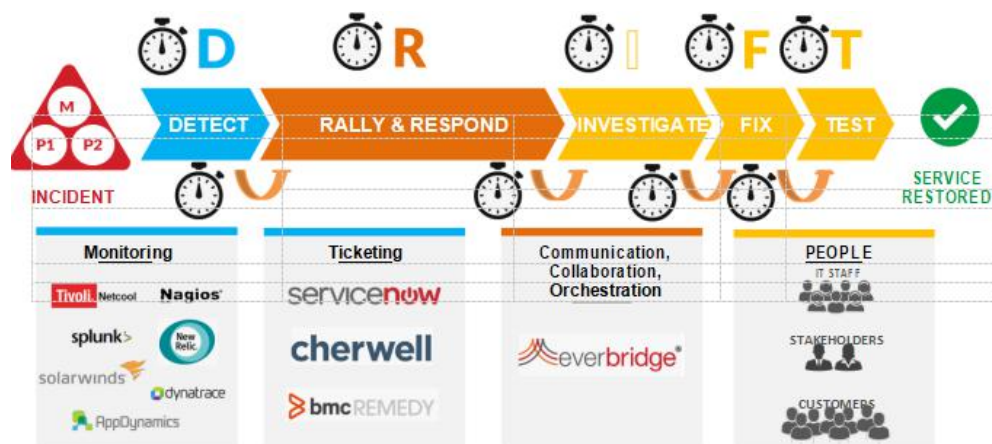 D
R
I
F
T
M
P1
P2
DETECT
RALLY & RESPOND
INVESTIGATE
FIX
TEST
INCIDENT
SERVICE
RESTORED
Monitoring
Tivoli. Netcool
Nagios®
splunk>
New
Relic
solarwinds
dynatrace
AppDynamics
Ticketing
servicenow
cherwell
bmc REMEDY
Communication,
Collaboration,
Orchestration
everbridge®
PEOPLE
IT STAFF
STAKEHOLDERS
CUSTOMERS